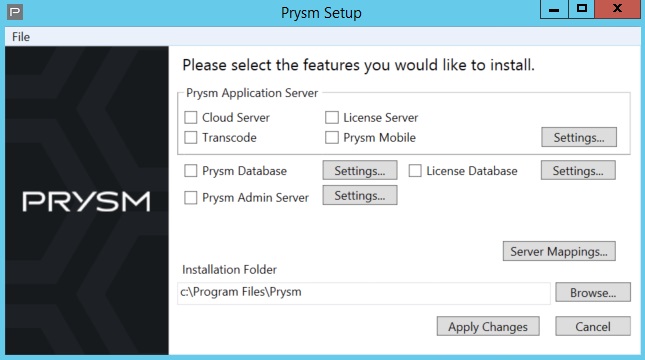 P
Prysm Setup
X
File
Please select the features you would like to install.
Prysm Application Server
Cloud Server License Server
Transcode Prysm Mobile Settings...
Prysm Database Settings... License Database Settings...
Prysm Admin Server Settings...
PRYSM
Server Mappings...
Installation Folder
c:\Program Files\Prysm Browse...
Apply Changes Cancel